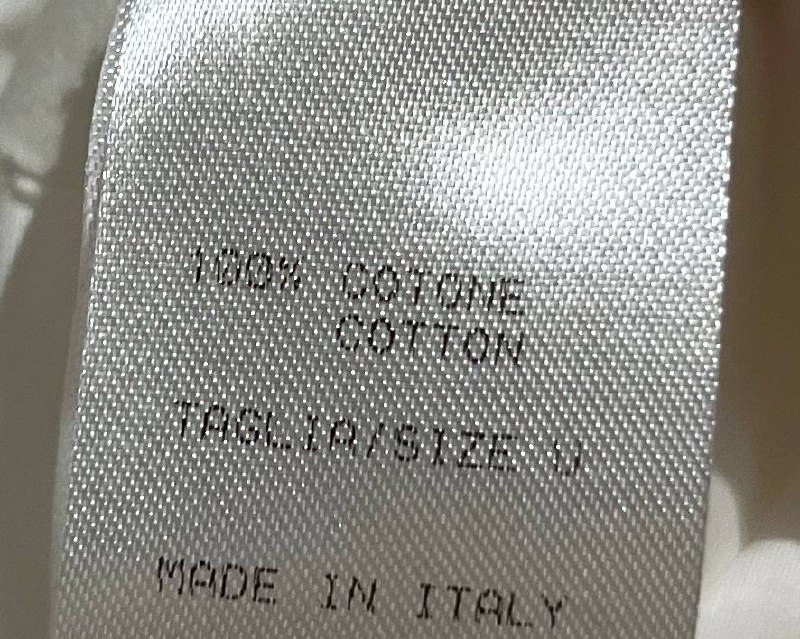 100% COTONE
COTTON
TAGLIA/SIZE U
MADE IN ITALY